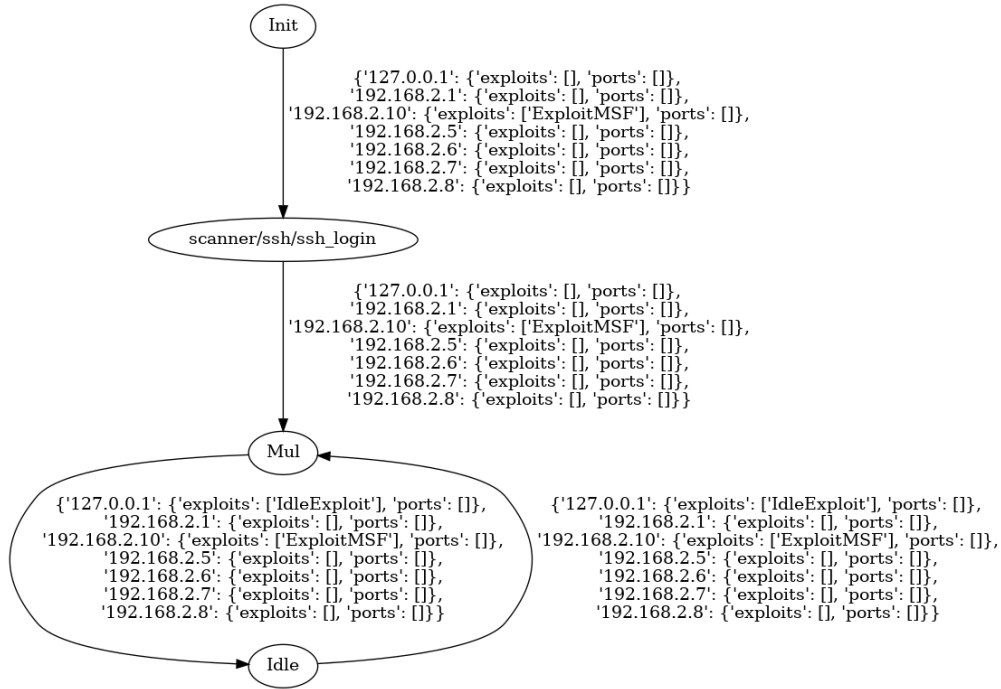 Init
{'127.0.0.1': {'exploits': [], 'ports': []},
'192.168.2.1': {'exploits': [], 'ports': []},
'192.168.2.10': {'exploits': ['ExploitMSF'], 'ports': []},
'192.168.2.5': {'exploits': [], 'ports': []},
'192.168.2.6': {'exploits': [], 'ports': []},
'192.168.2.7': {'exploits': [], 'ports': []},
'192.168.2.8': {'exploits': [], 'ports': []}}
scanner/ssh/ssh_login
{'127.0.0.1': {'exploits': [], 'ports': []},
'192.168.2.1': {'exploits': [], 'ports': []},
'192.168.2.10': {'exploits': ['ExploitMSF'], 'ports': []},
'192.168.2.5': {'exploits': [], 'ports': []},
'192.168.2.6': {'exploits': [], 'ports': []},
'192.168.2.7': {'exploits': [], 'ports': []},
'192.168.2.8': {'exploits': [], 'ports': []}}
Mul
{'127.0.0.1': {'exploits': ['IdleExploit'], 'ports': []},
'192.168.2.1': {'exploits': [], 'ports': []},
'192.168.2.10': {'exploits': ['ExploitMSF'], 'ports': []},
'192.168.2.5': {'exploits': [], 'ports': []},
'192.168.2.6': {'exploits': [], 'ports': []},
'192.168.2.7': {'exploits': [], 'ports': []},
'192.168.2.8': {'exploits': [], 'ports': []}}
{'127.0.0.1': {'exploits': ['IdleExploit'], 'ports': []},
'192.168.2.1': {'exploits': [], 'ports': []},
'192.168.2.10': {'exploits': ['ExploitMSF'], 'ports': []},
'192.168.2.5': {'exploits': [], 'ports': []},
'192.168.2.6': {'exploits': [], 'ports': []},
'192.168.2.7': {'exploits': [], 'ports': []},
'192.168.2.8': {'exploits': [], 'ports': []}}
Idle